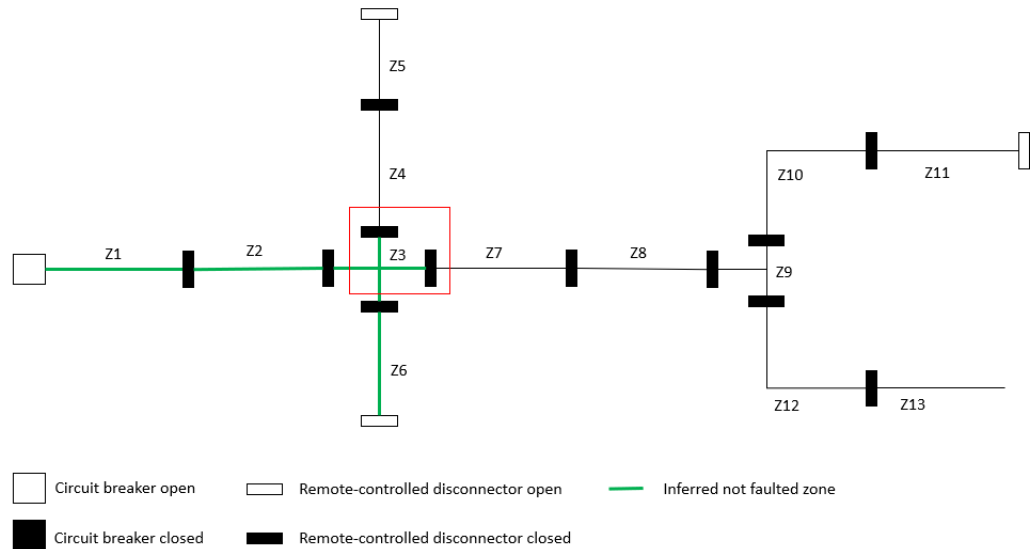 Z5
Z4
Z10
Z11
Z1
Z2
Z3
Z7
Z8
Z9
Z6
Z12
Z13
Circuit breaker open
Remote-controlled disconnector open
Inferred not faulted zone
Circuit breaker closed
Remote-controlled disconnector closed